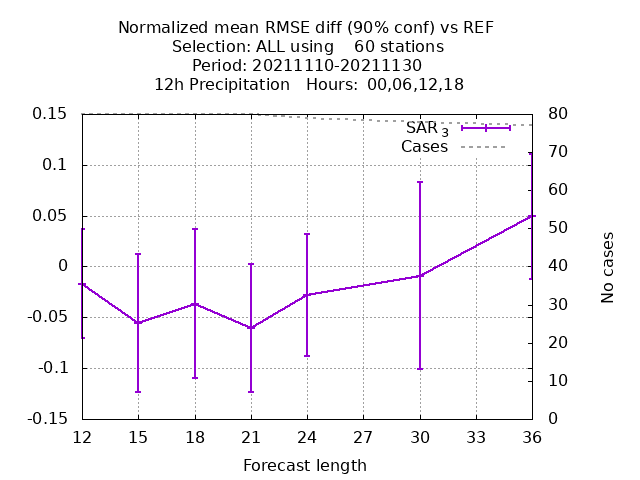 Normalized mean RMSE diff (90% conf) vs REF
Selection: ALL using    60 stations
Period: 20211110-20211130
12h Precipitation   Hours:  00,06,12,18
SAR 3
Cases
0.15
0.1
0.05
0
-0.05
-0.1
-0.15
80
70
60
50
40
30
20
10
0
No cases
12 15 18 21 24 27 30 33 36
Forecast length